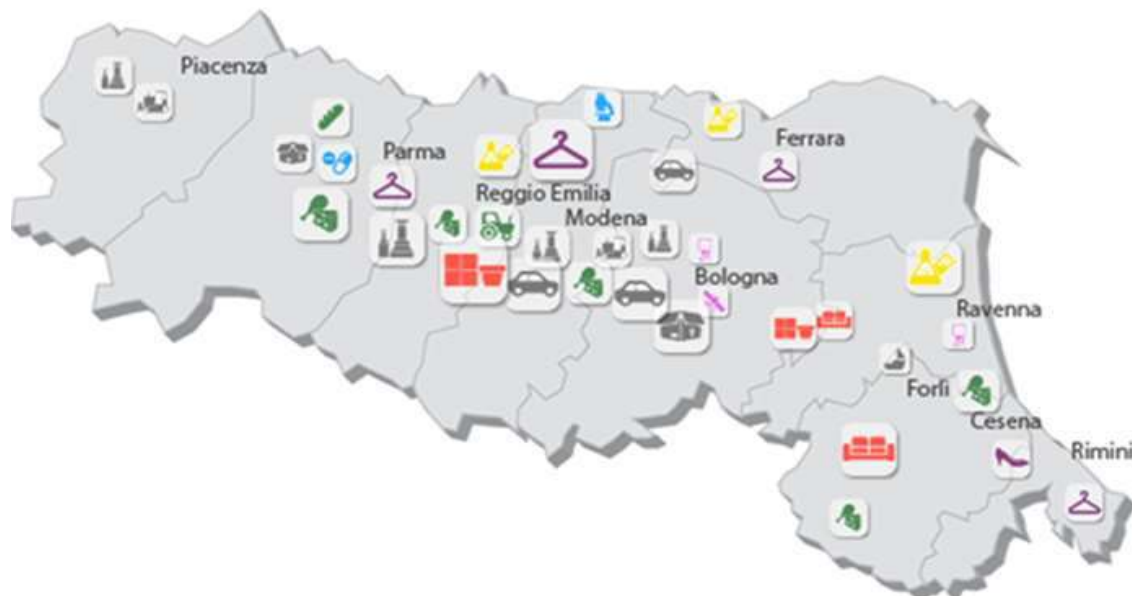 Piacenza
Parma
Ferrara
Reggio Emilia
Modena
Bologna
Ravenna
Forlì
Cesena
Rimini